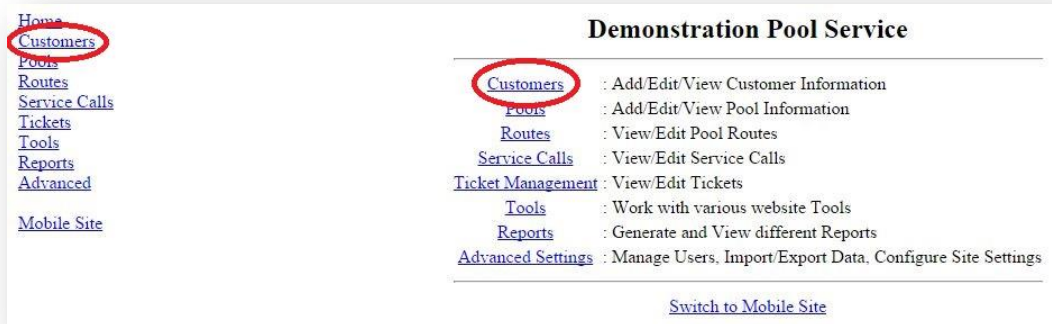 Home
Customers
Pools
Routes
Service Calls
Tickets
Tools
Reports
Advanced
Mobile Site
Demonstration Pool Service
Customers : Add/Edit/View Customer Information
Pools : Add/Edit/View Pool Information
Routes : View/Edit Pool Routes
Service Calls : View/Edit Service Calls
Ticket Management : View/Edit Tickets
Tools : Work with various website Tools
Reports : Generate and View different Reports
Advanced Settings : Manage Users, Import/Export Data, Configure Site Settings
Switch to Mobile Site